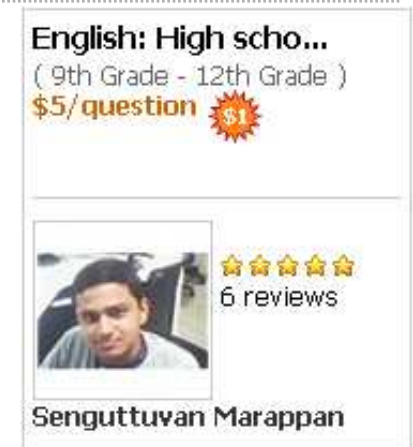 English: High scho...
( 9th Grade - 12th Grade )
$5/question $1
6 reviews
Senguttuvan Marappan